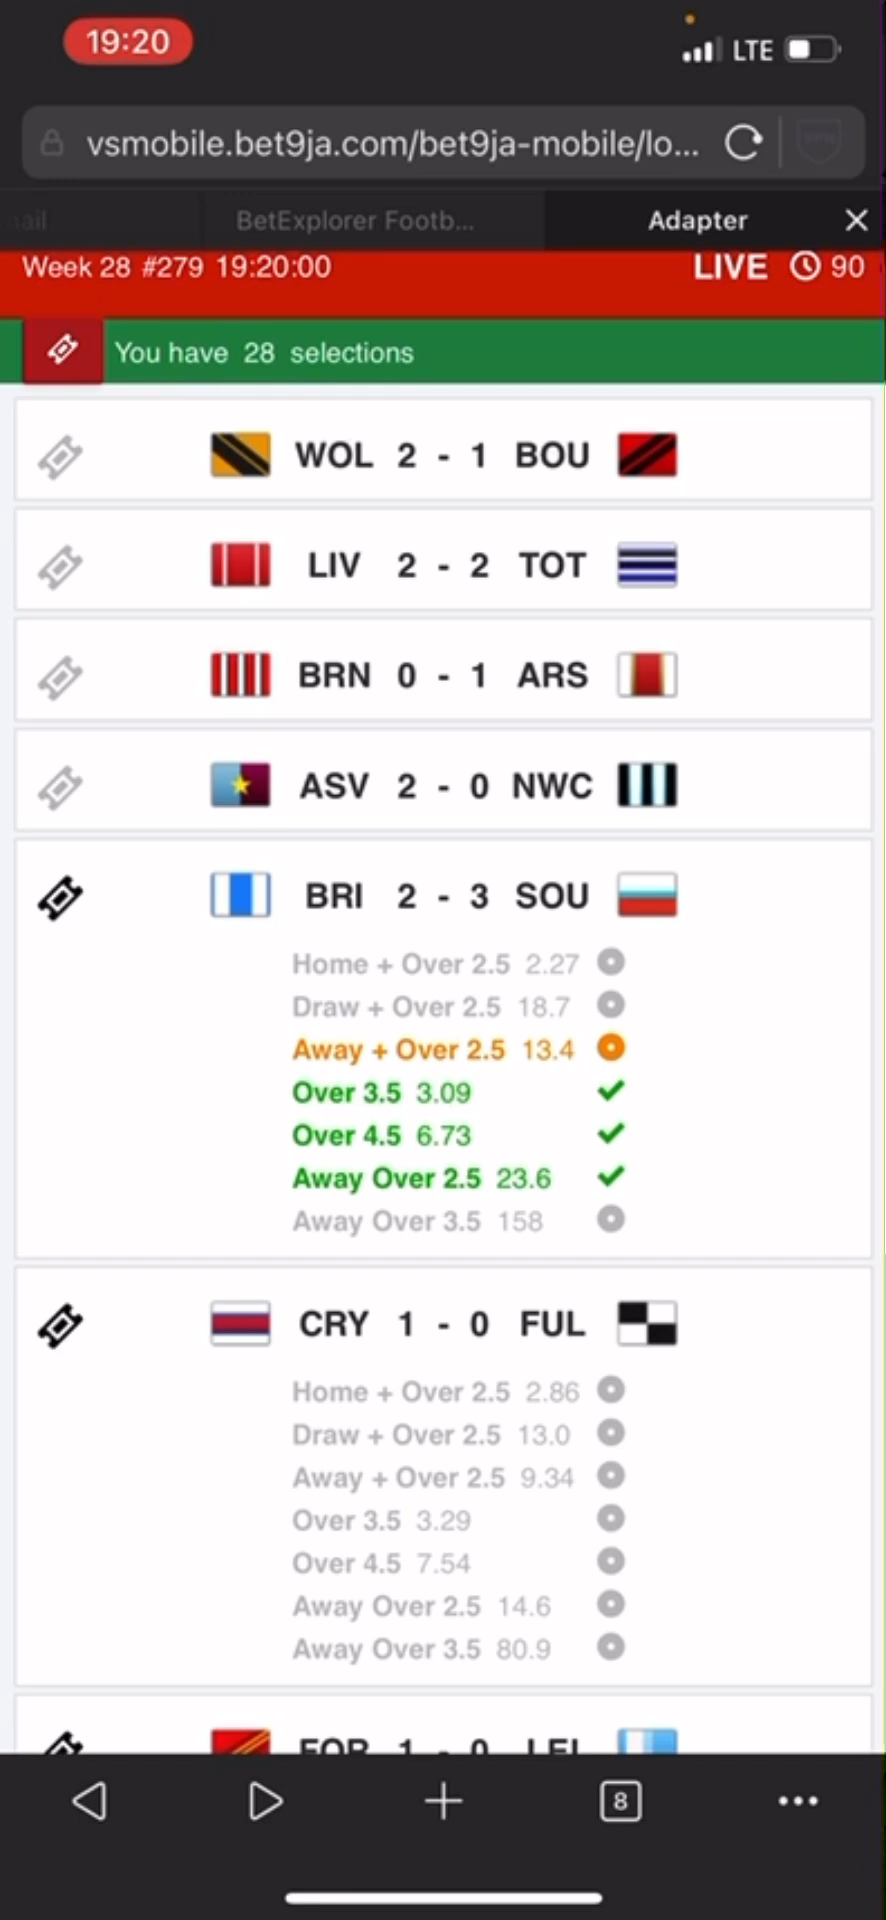 19:20
LTE
vsmobile.bet9ja.com/bet9ja-mobile/lo...
BetExplorer Footb...
Adapter
Week 28 #279 19:20:00
LIVE 90
You have 28 selections
WOL 2 - 1 BOU
LIV 2 - 2 TOT
BRN 0 - 1 ARS
ASV 2 - 0 NWC
BRI 2 - 3 SOU
Home + Over 2.5 2.27
Draw + Over 2.5 18.7
Away + Over 2.5 13.4
Over 3.5 3.09
Over 4.5 6.73
Away Over 2.5 23.6
Away Over 3.5 158
CRY 1 - 0 FUL
Home + Over 2.5 2.86
Draw + Over 2.5 13.0
Away + Over 2.5 9.34
Over 3.5 3.29
Over 4.5 7.54
Away Over 2.5 14.6
Away Over 3.5 80.9
FOR 1 - 0 LEI
8